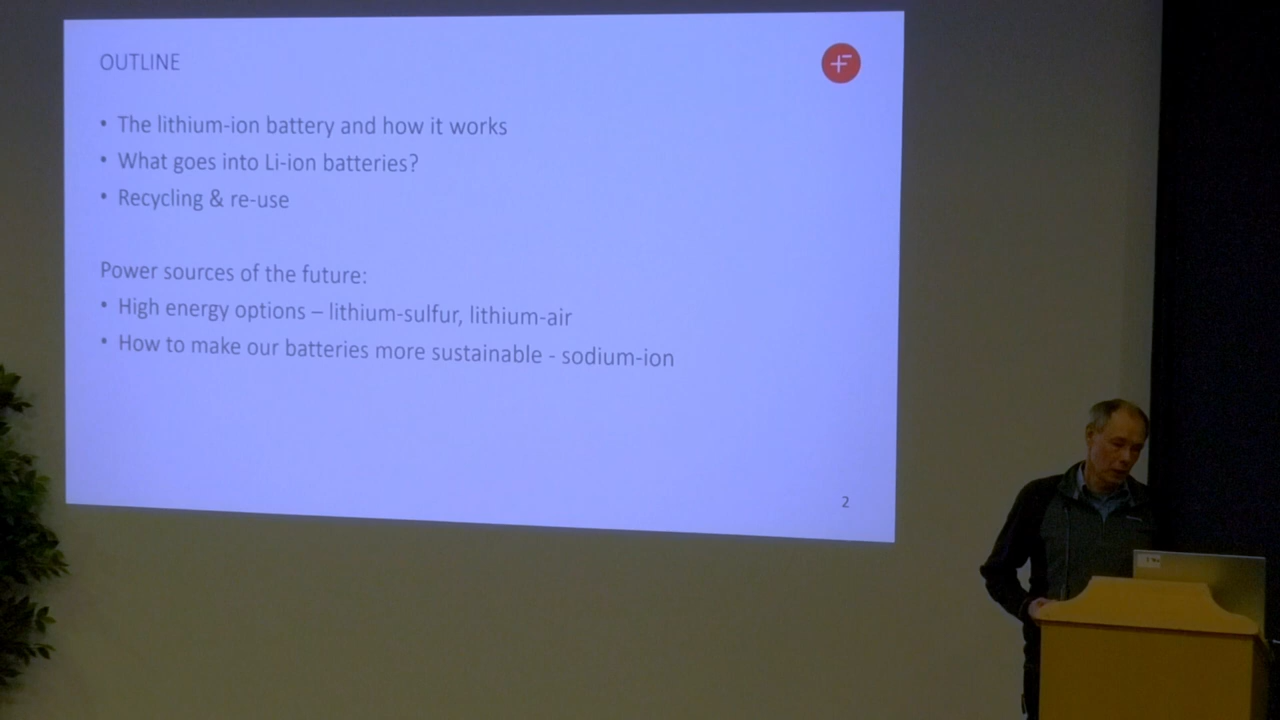 OUTLINE
• The lithium-ion battery and how it works
• What goes into Li-ion batteries?
• Recycling & re-use
Power sources of the future:
• High energy options – lithium-sulfur, lithium-air
• How to make our batteries more sustainable - sodium-ion
2